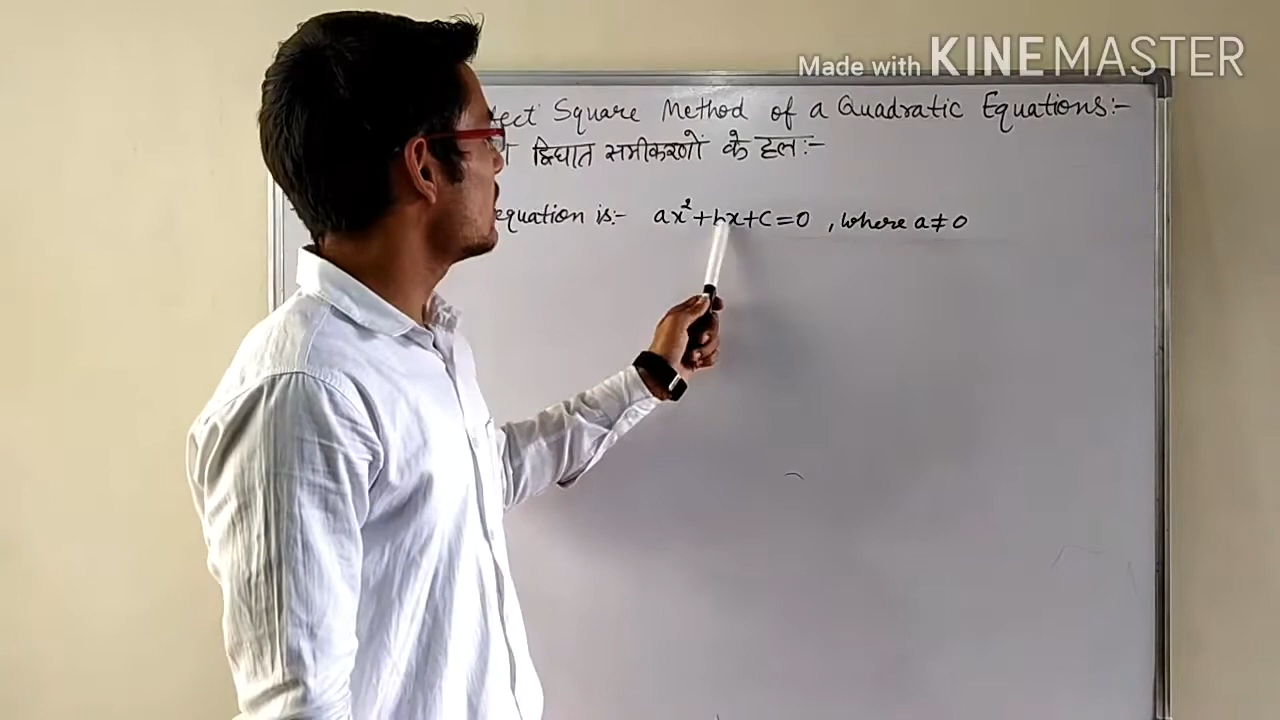 Made with KINEMASTER
Square Method of a Quadratic Equations:-
द्विघात समीकरणों के हल:-
equation is:- ax²+bx+c=0 , where a≠0